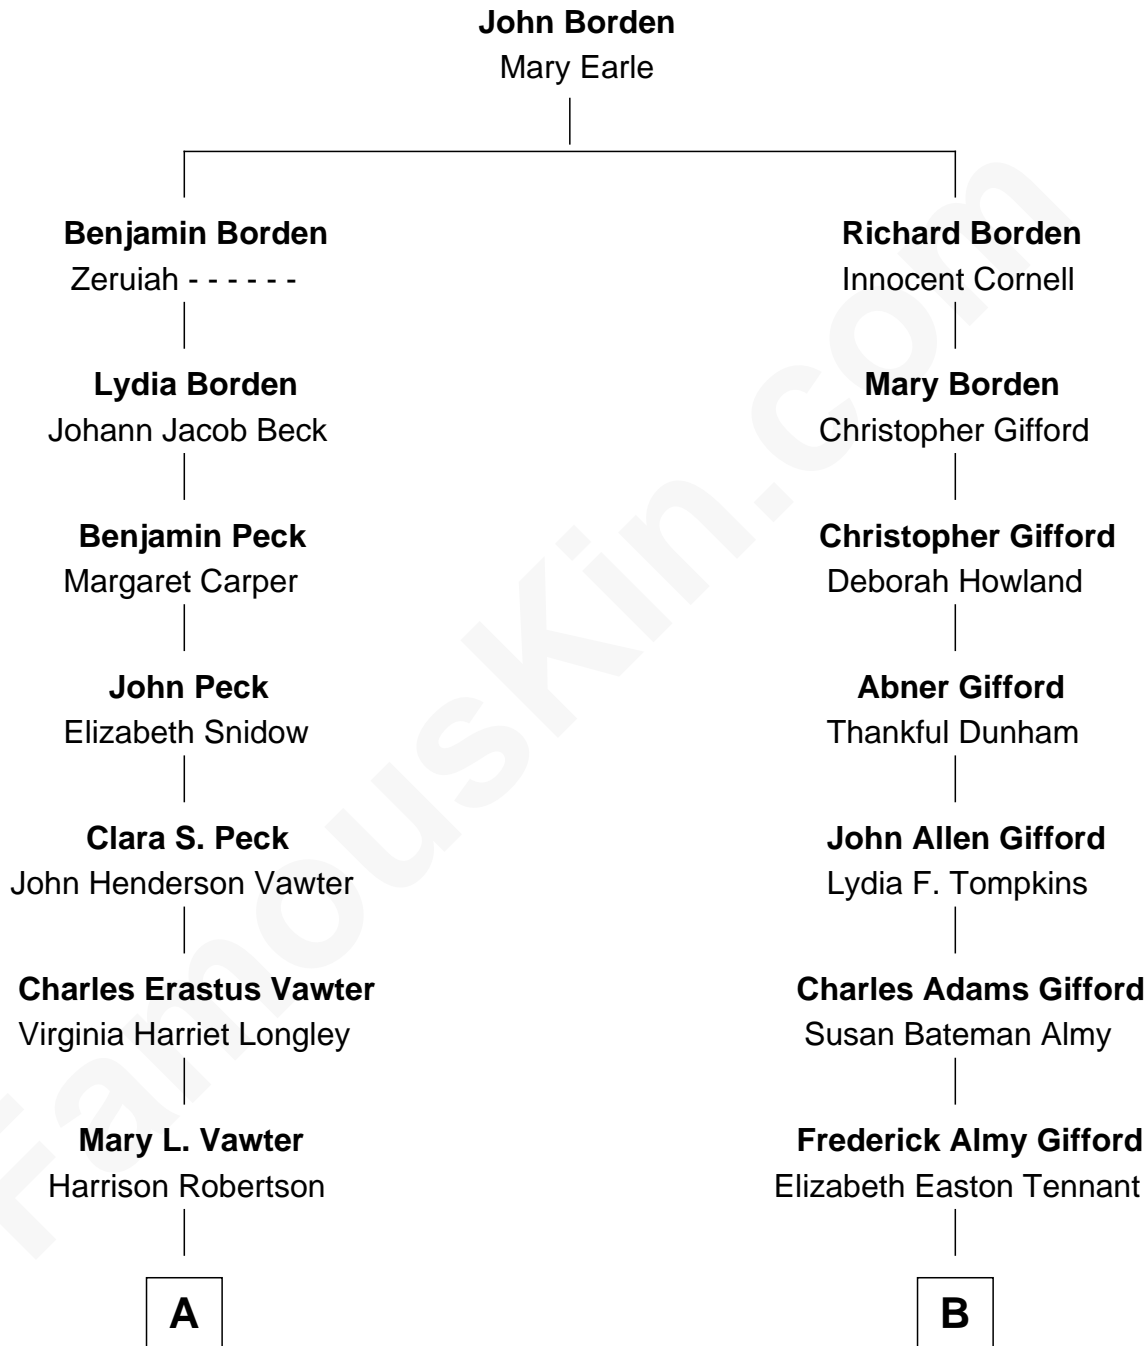 John Borden
Mary Earle
Benjamin Borden
Zeruiah - - - - - -
Richard Borden
Innocent Cornell
Lydia Borden
Johann Jacob Beck
Mary Borden
Christopher Gifford
Benjamin Peck
Margaret Carper
Christopher Gifford
Deborah Howland
John Peck
Elizabeth Snidow
Abner Gifford
Thankful Dunham
Clara S. Peck
John Henderson Vawter
John Allen Gifford
Lydia F. Tompkins
Charles Erastus Vawter
Virginia Harriet Longley
Charles Adams Gifford
Susan Bateman Almy
Mary L. Vawter
Harrison Robertson
Frederick Almy Gifford
Elizabeth Easton Tennant
A
B
FamousKin.com